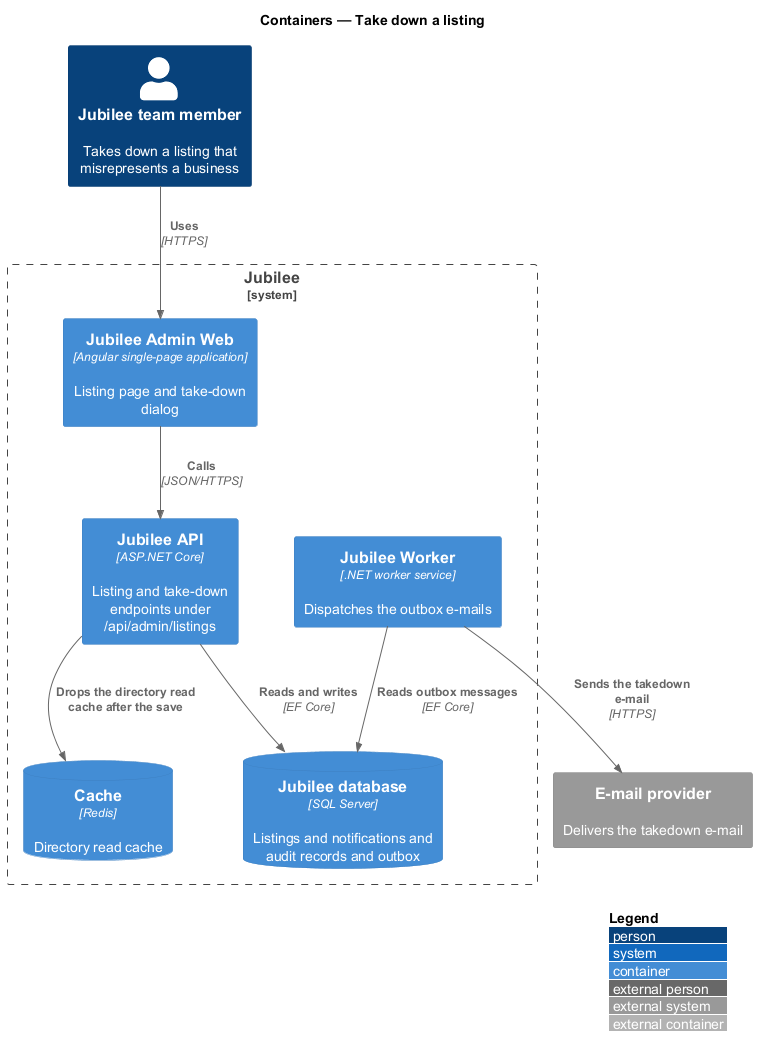 Containers — Take down a listing
Jubilee team member
Takes down a listing that
misrepresents a business
Uses
[HTTPS]
Jubilee
[system]
Jubilee Admin Web
[Angular single-page application]
Listing page and take-down
dialog
Calls
[JSON/HTTPS]
Jubilee API
[ASP.NET Core]
Listing and take-down
endpoints under
/api/admin/listings
Jubilee Worker
[.NET worker service]
Dispatches the outbox e-mails
Drops the directory read
cache after the save
Reads and writes
[EF Core]
Reads outbox messages
[EF Core]
Sends the takedown
e-mail
[HTTPS]
Cache
[Redis]
Directory read cache
Jubilee database
[SQL Server]
Listings and notifications and
audit records and outbox
E-mail provider
Delivers the takedown e-mail
Legend
person
system
container
external person
external system
external container